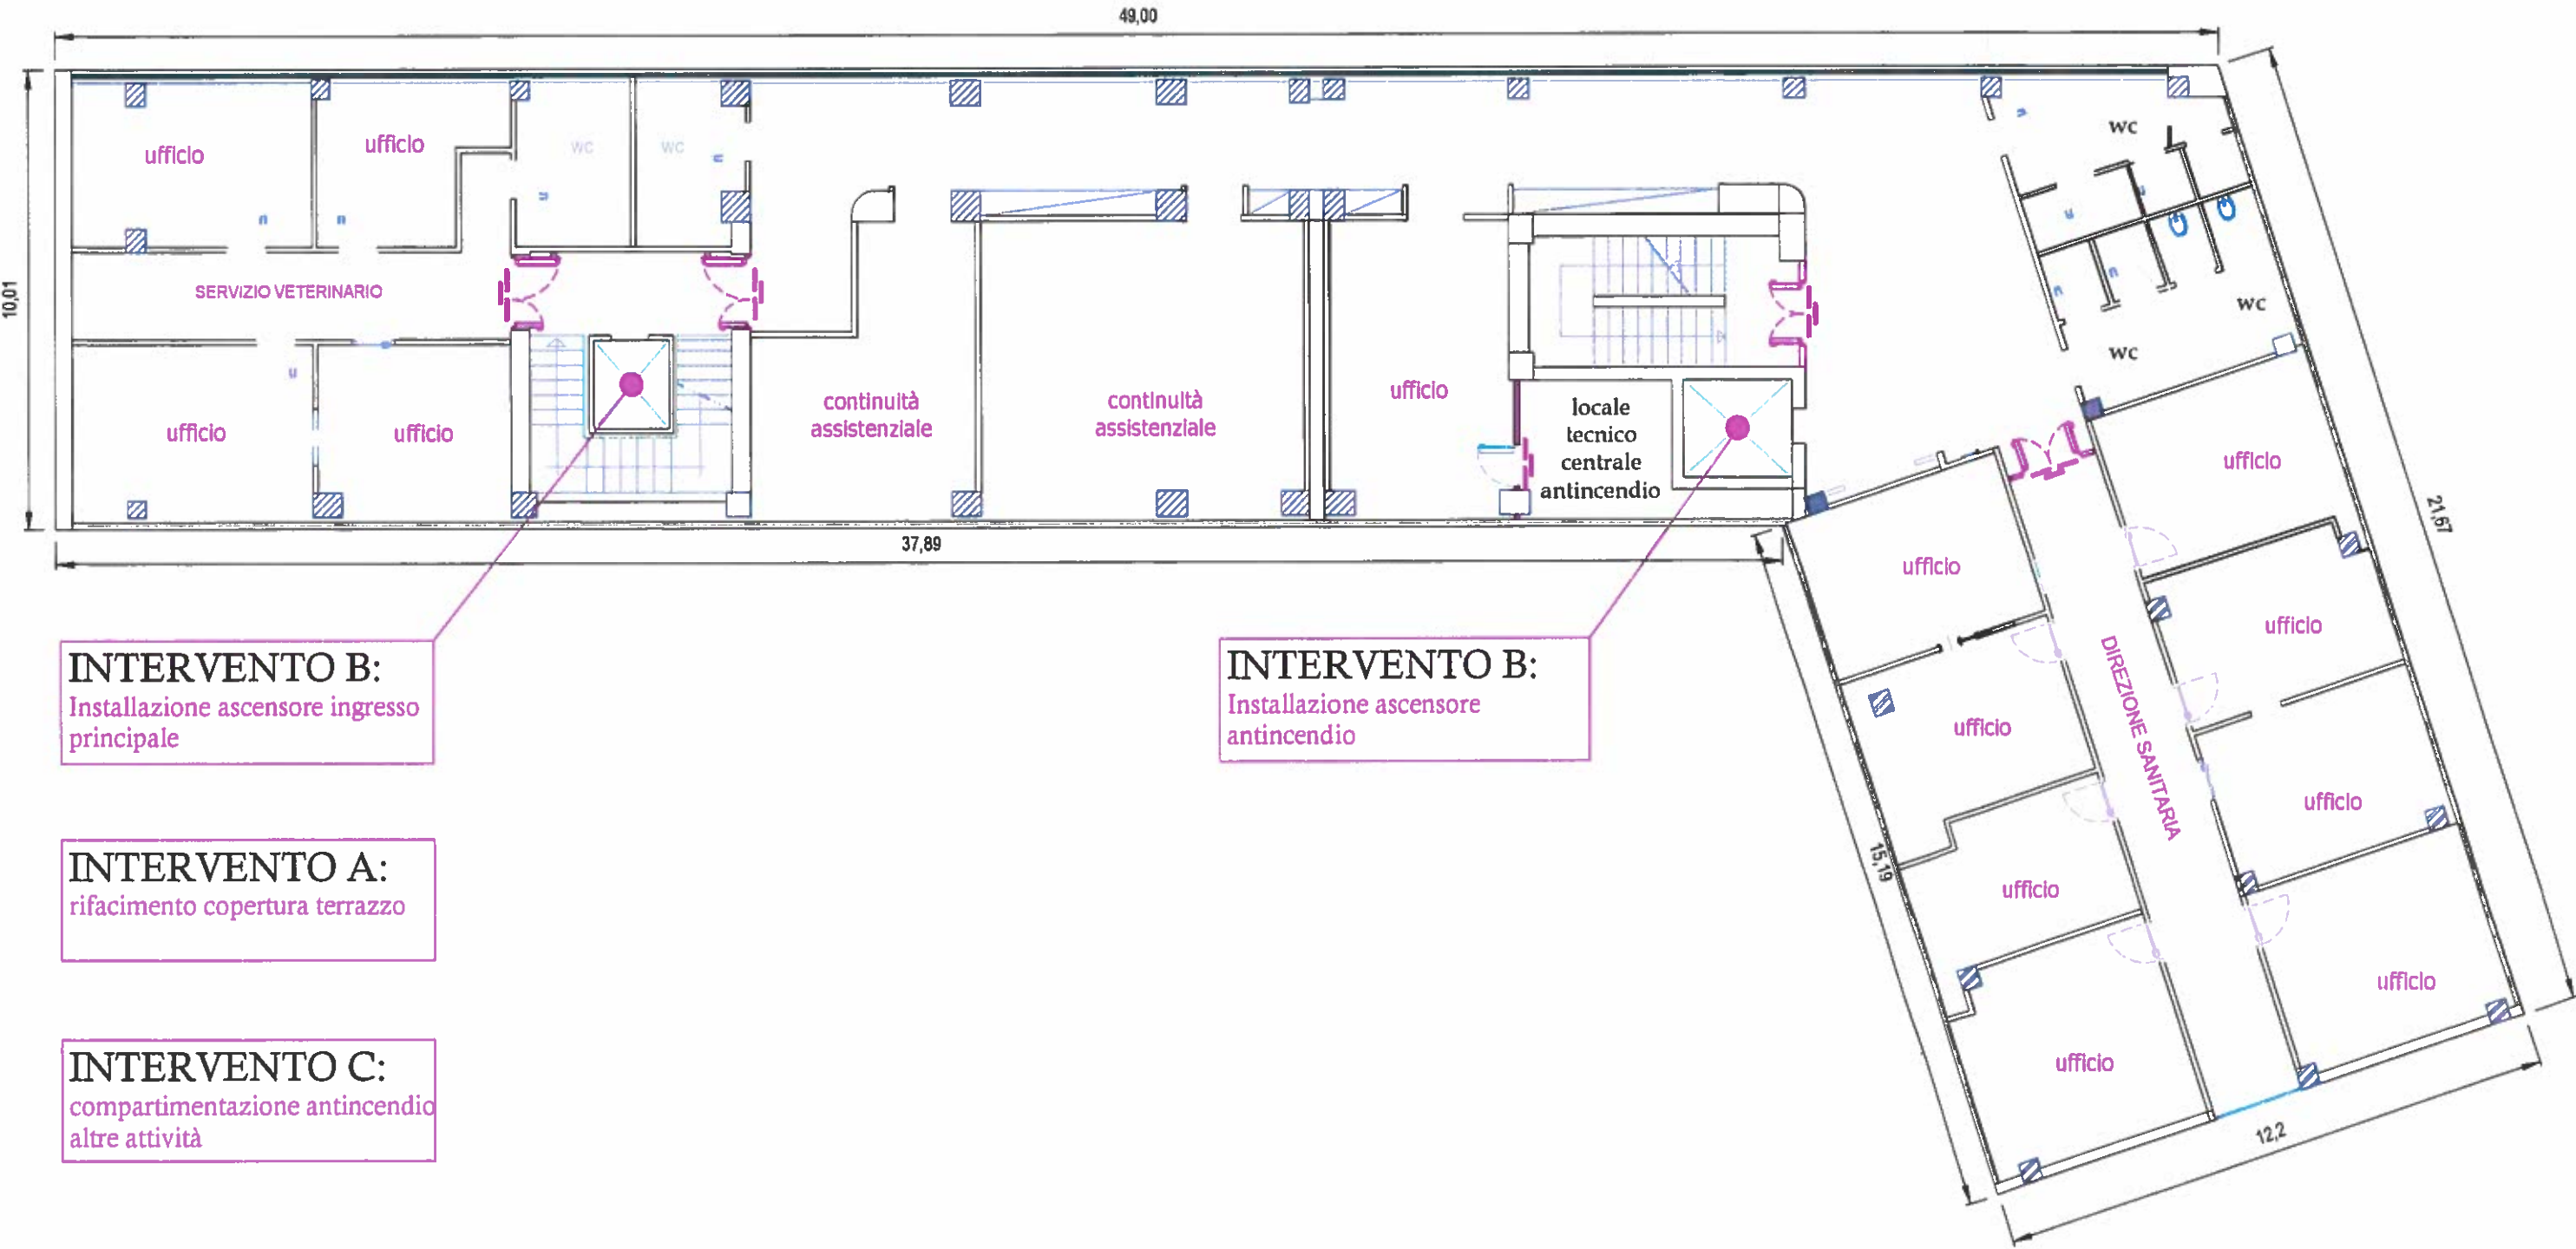 49,00
ufficio
ufficio
wc
wc
wc
10,01
SERVIZIO VETERINARIO
wc
wc
ufficio
ufficio
ufficio
continuità
assistenziale
continuità
assistenziale
ufficio
locale
tecnico
centrale
antincendio
ufficio
21,67
37,89
ufficio
ufficio
INTERVENTO B:
Installazione ascensore ingresso
principale
INTERVENTO B:
Installazione ascensore
antincendio
DIREZIONE SANITARIA
ufficio
ufficio
15,19
INTERVENTO A:
rifacimento copertura terrazzo
ufficio
ufficio
INTERVENTO C:
compartimentazione antincendio
altre attività
ufficio
12,2